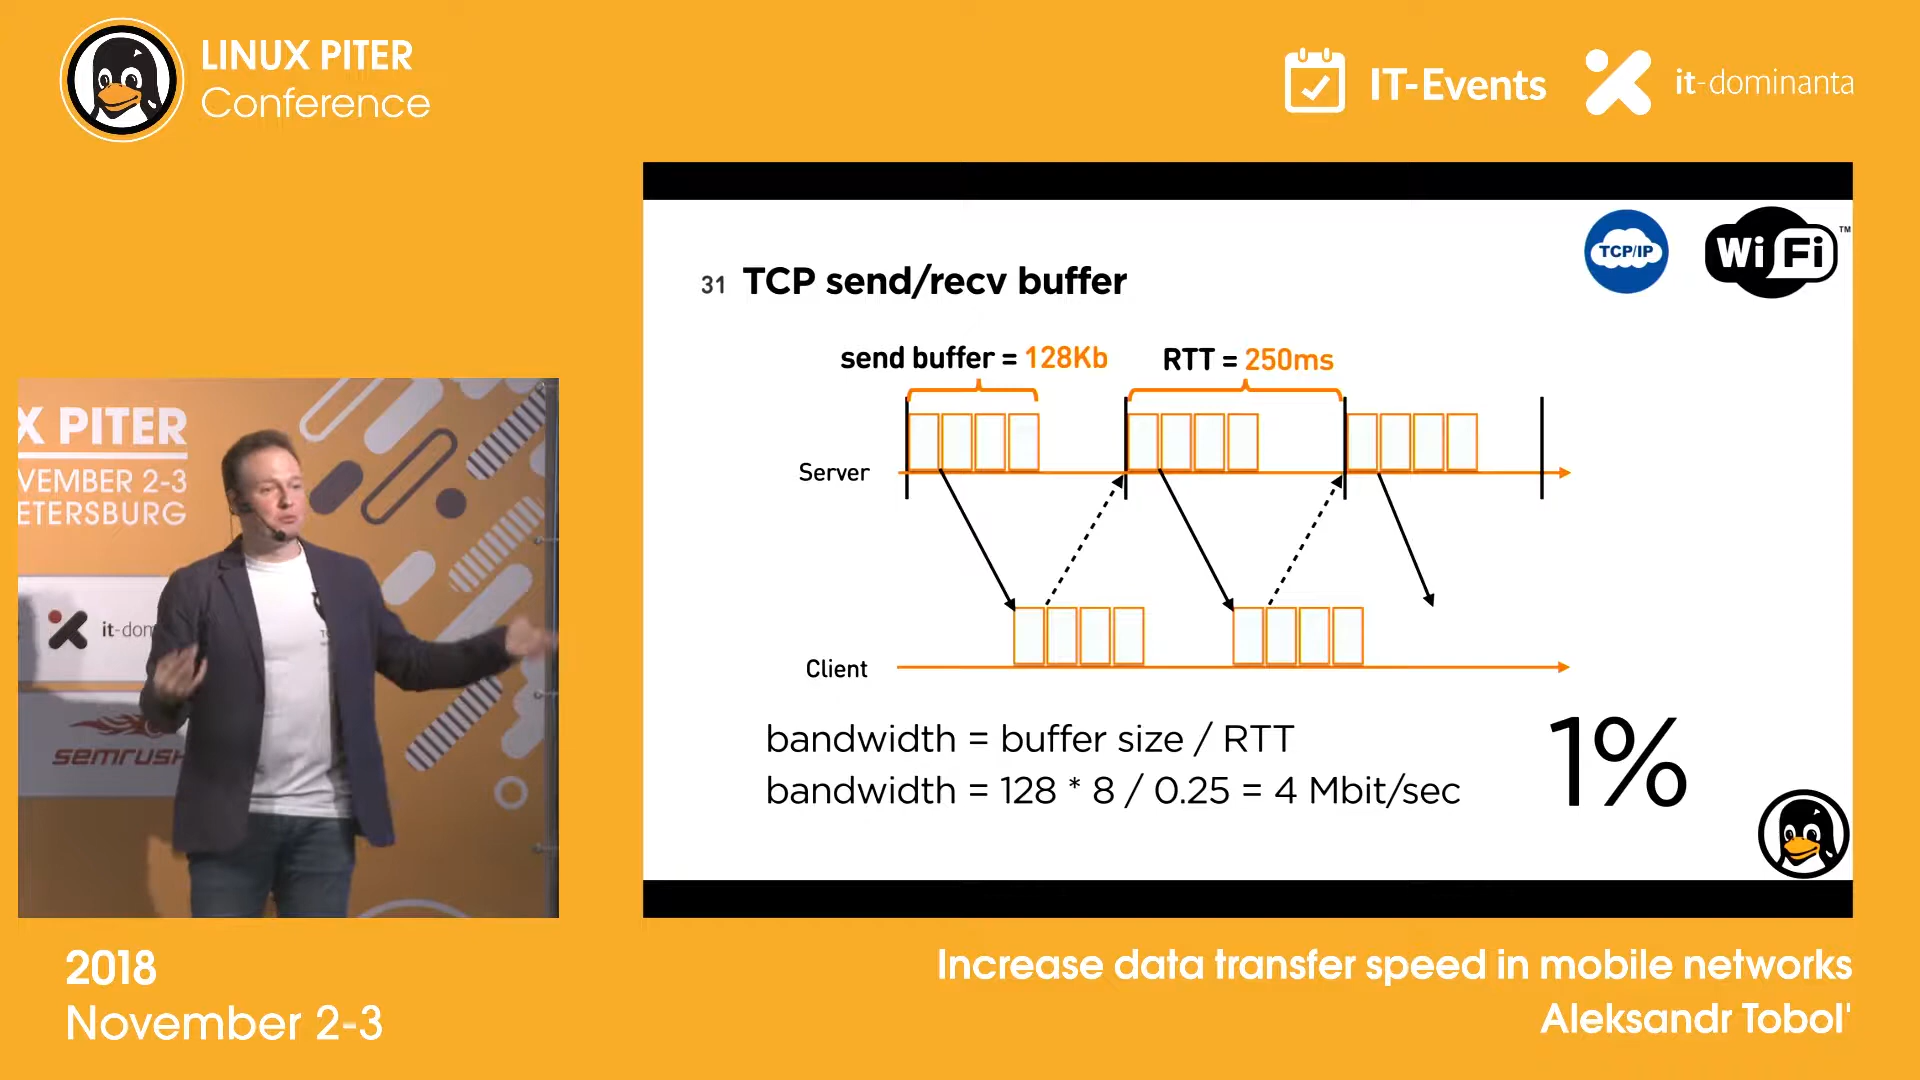 LINUX PITER
Conference
IT-Events
it-dominanta
TCP/IP
Wi Fi
TM
31 TCP send/recv buffer
send buffer = 128Kb
RTT = 250ms
Server
Client
bandwidth = buffer size / RTT
bandwidth = 128 * 8 / 0.25 = 4 Mbit/sec
1%
X PITER
VEMBER 2-3
ETERSBURG
it-dom
semrush
2018
November 2-3
Increase data transfer speed in mobile networks
Aleksandr Tobol'